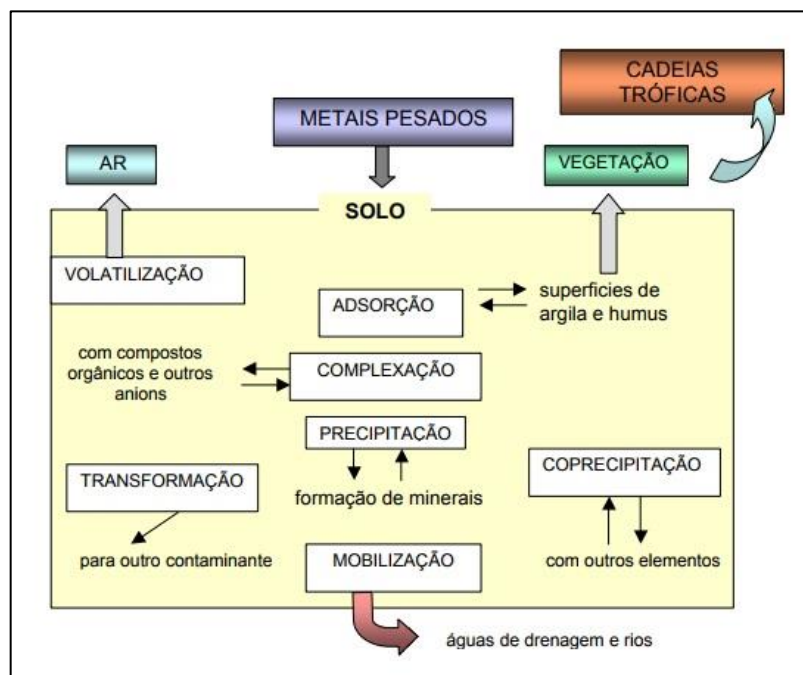 CADEIAS
TRÓFICAS
METAIS PESADOS
AR
VEGETAÇÃO
SOLO
VOLATILIZAÇÃO
ADSORÇÃO
superficies de
argila e humus
com compostos
orgânicos e outros
anions
COMPLEXAÇÃO
PRECIPITAÇÃO
formação de minerais
COPRECIPITAÇÃO
com outros elementos
TRANSFORMAÇÃO
para outro contaminante
MOBILIZAÇÃO
águas de drenagem e rios